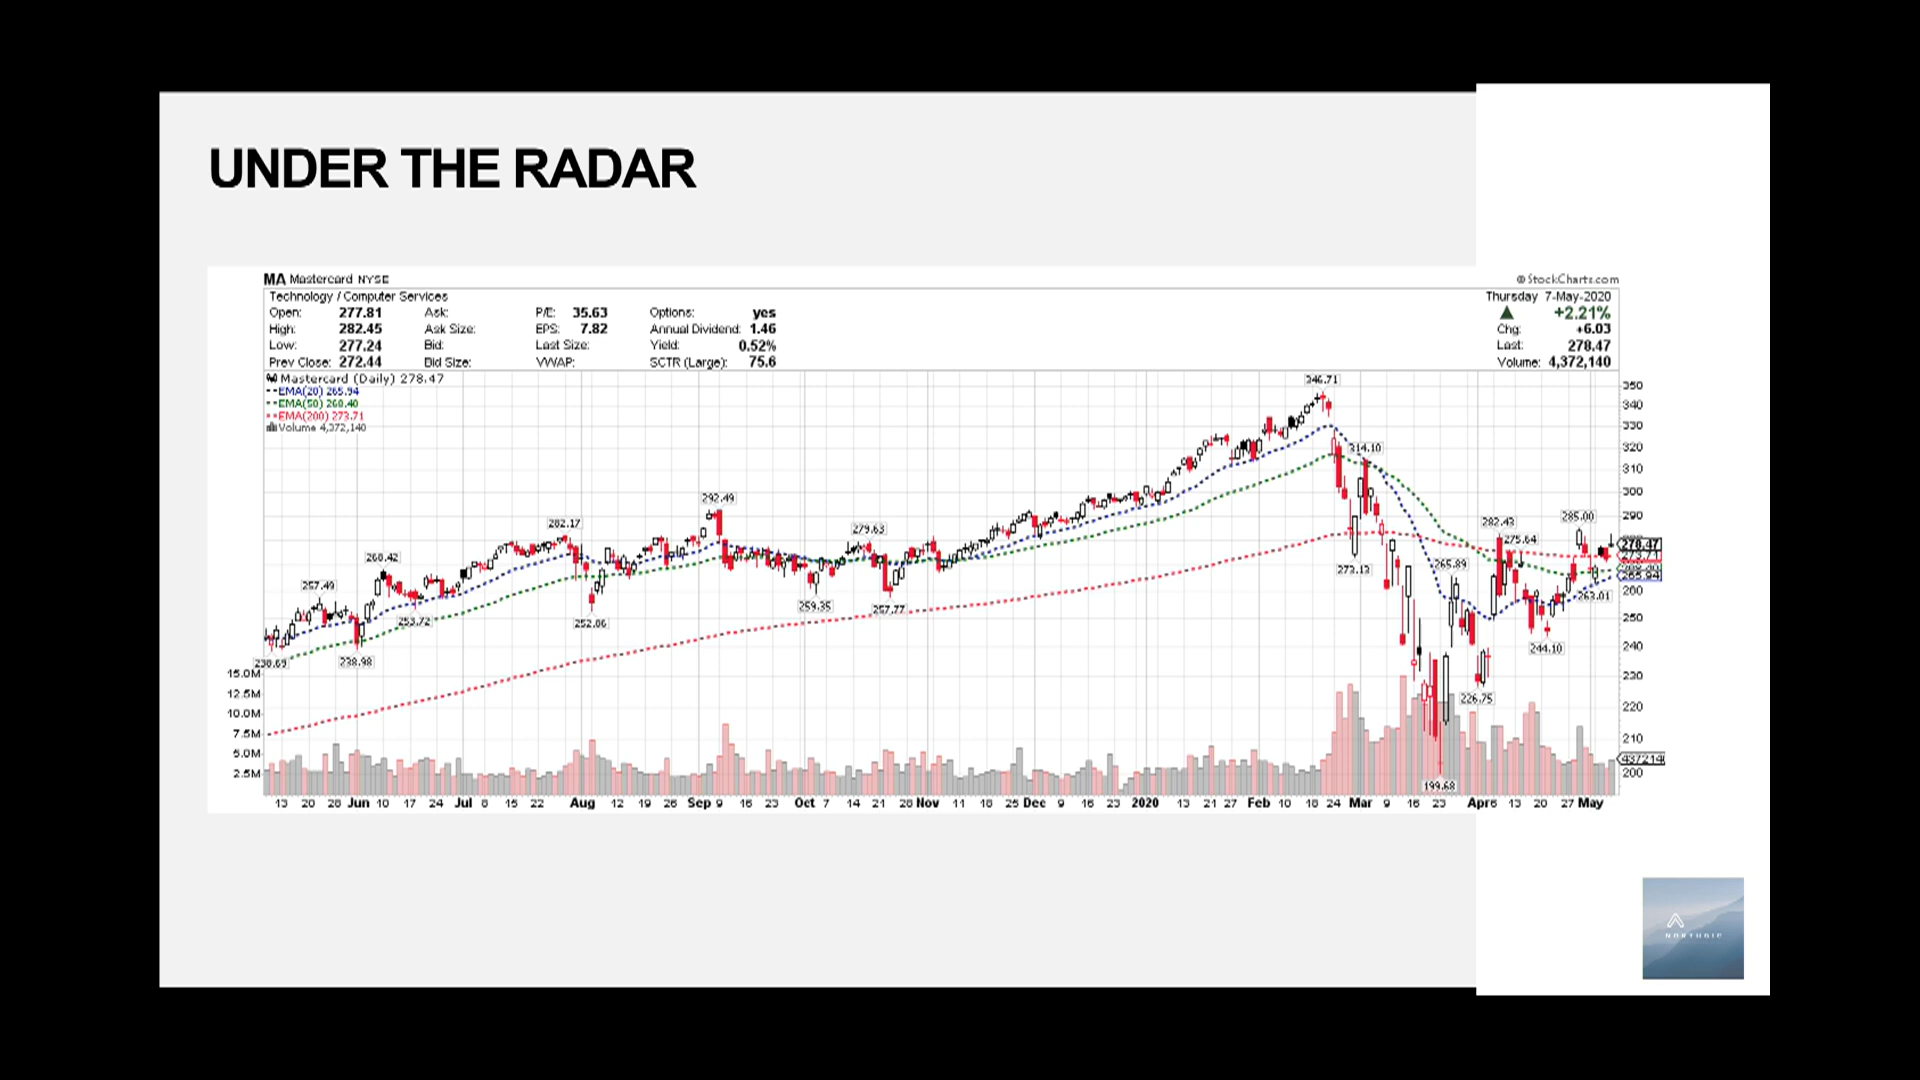 UNDER THE RADAR
MA Mastercard NYSE
© StockCharts.com
Technology / Computer Services
Thursday 7-May-2020
Open: 277.81 Ask: P/E: 35.63 Options: yes
+2.21%
High: 282.45 Ask Size: EPS: 7.82 Annual Dividend: 1.46
Chg: +6.03
Low: 277.24 Bid: Last Size: Yield: 0.52%
Last: 278.47
Prev Close: 272.44 Bid Size: VWAP: SCTR (Large): 75.6
Volume: 4,372,140
Mastercard (Daily) 278.47
EMA(20) 265.94
EMA(50) 268.40
EMA(200) 273.71
Volume 4,372,140
346.71
314.10
292.49
282.17
279.63
268.42
257.49
253.72
252.06
259.35
257.77
238.98
273.13
265.89
282.43
275.64
285.00
263.01
244.10
226.75
199.68
350
340
330
320
310
300
290
278.47
265.94
260
250
240
230
220
210
200
15.0M
12.5M
10.0M
7.5M
5.0M
2.5M
13 20 28 Jun 10 17 24 Jul 8 15 22 Aug 12 19 26 Sep 9 16 23 Oct 7 14 21 28 Nov 11 18 25 Dec 9 16 23 2020 13 21 27 Feb 10 18 24 Mar 9 16 23 Apr 6 13 20 27 May